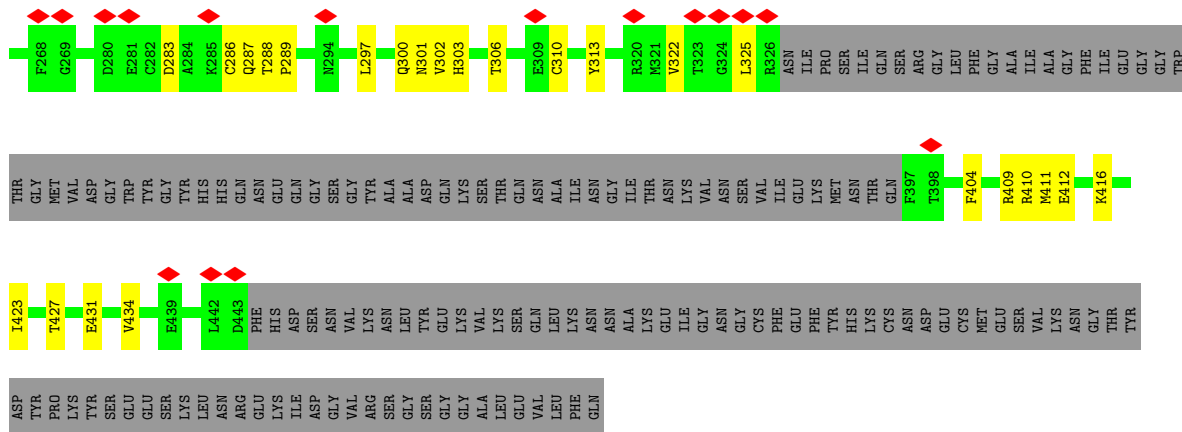 F268 G269 D280 E281 C282 D283 A284 K285 C286 Q287 T288 P289 N294 L297 Q300 N301 V302 H303 T306 E309 C310 Y313 R320 M321 V322 T323 G324 L325 R326 ASN ILE PRO SER ILE GLN SER ARG GLY LEU PHE GLY ALA ILE ALA GLY PHE ILE GLU GLY GLY TRP
THR GLY MET VAL ASP GLY TRP TYR GLY TYR HIS HIS GLN ASN GLU GLN GLY SER GLY TYR ALA ALA ASP GLN LYS SER THR GLN ASN ALA ILE ASN GLY ILE THR ASN LYS VAL ASN SER VAL ILE GLU LYS MET ASN THR GLN F397 T398 F404 R409 R410 M411 E412 K416
I423 T427 E431 V434 E439 L442 D443 PHE HIS ASP SER ASN VAL LYS ASN LEU TYR GLU LYS VAL LYS SER GLN LEU LYS ASN ASN ALA LYS GLU ILE GLY ASN GLY CYS PHE GLU PHE TYR HIS LYS CYS ASN ASP GLU CYS MET GLU SER VAL LYS ASN GLY THR TYR
ASP TYR PRO LYS TYR SER GLU GLU SER LYS LEU ASN ARG GLU LYS ILE ASP GLY VAL ARG SER GLY SER GLY GLY ALA LEU GLU VAL LEU PHE GLN